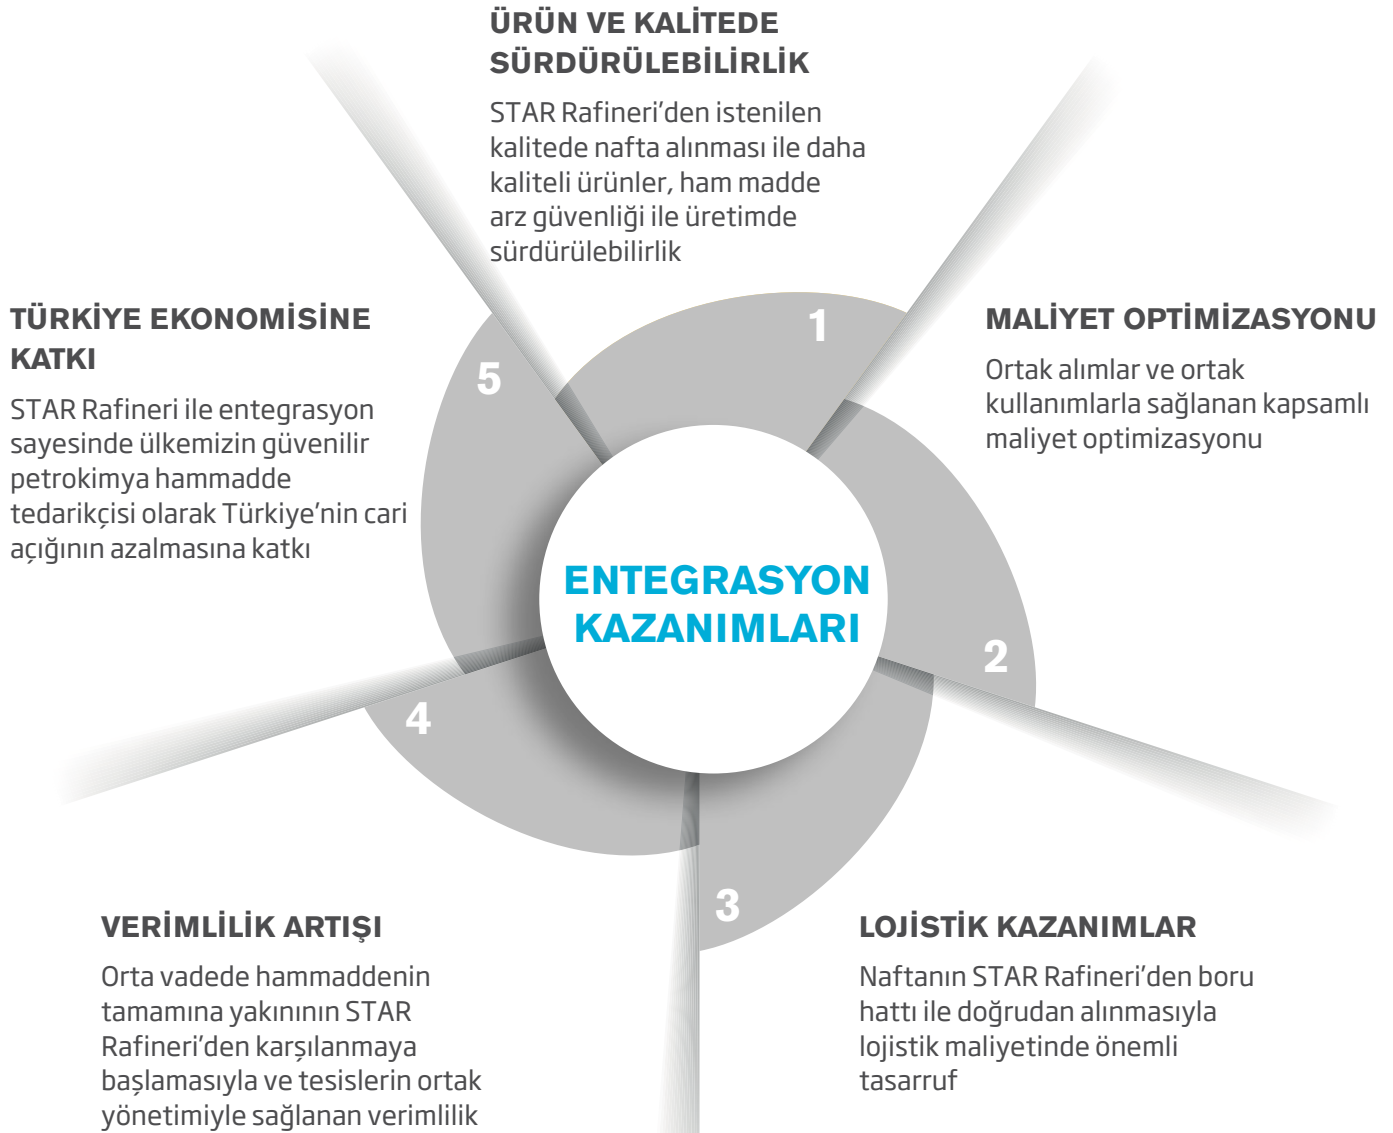 ÜRÜN VE KALİTEDE
SÜRDÜRÜLEBİLİRLİK
STAR Rafineri’den istenilen
kalitede nafta alınması ile daha
kaliteli ürünler, ham madde
arz güvenliği ile üretimde
sürdürülebilirlik
1
MALİYET OPTİMİZASYONU
Ortak alımlar ve ortak
kullanımlarla sağlanan kapsamlı
maliyet optimizasyonu
2
LOJİSTİK KAZANIMLAR
Naftanın STAR Rafineri’den boru
hattı ile doğrudan alınmasıyla
lojistik maliyetinde önemli
tasarruf
3
VERİMLİLİK ARTIŞI
Orta vadede hammaddenin
tamamına yakınının STAR
Rafineri’den karşılanmaya
başlamasıyla ve tesislerin ortak
yönetimiyle sağlanan verimlilik
4
TÜRKİYE EKONOMİSİNE
KATKI
STAR Rafineri ile entegrasyon
sayesinde ülkemizin güvenilir
petrokimya hammadde
tedarikçisi olarak Türkiye’nin cari
açığının azalmasına katkı
5
ENTEGRASYON
KAZANIMLARI